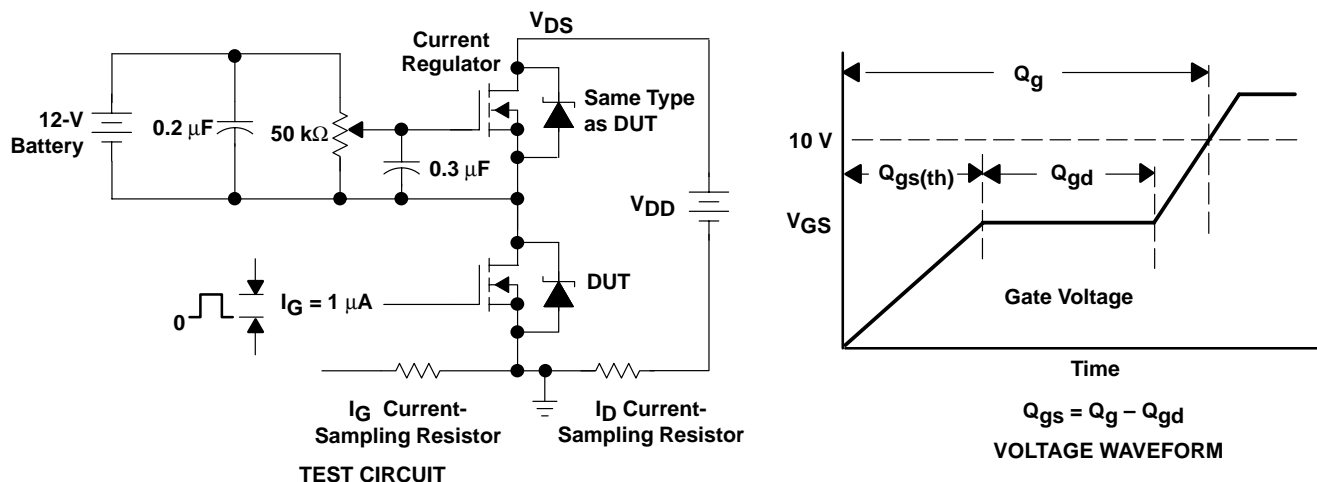 VDS
Current
Regulator
12-V
Battery
0.2 µF
50 kΩ
0.3 µF
Same Type
as DUT
VDD
DUT
0
IG = 1 µA
IG Current-
Sampling Resistor
ID Current-
Sampling Resistor
TEST CIRCUIT
Qg
10 V
Qgs(th)
Qgd
VGS
Gate Voltage
Time
Qgs = Qg – Qgd
VOLTAGE WAVEFORM